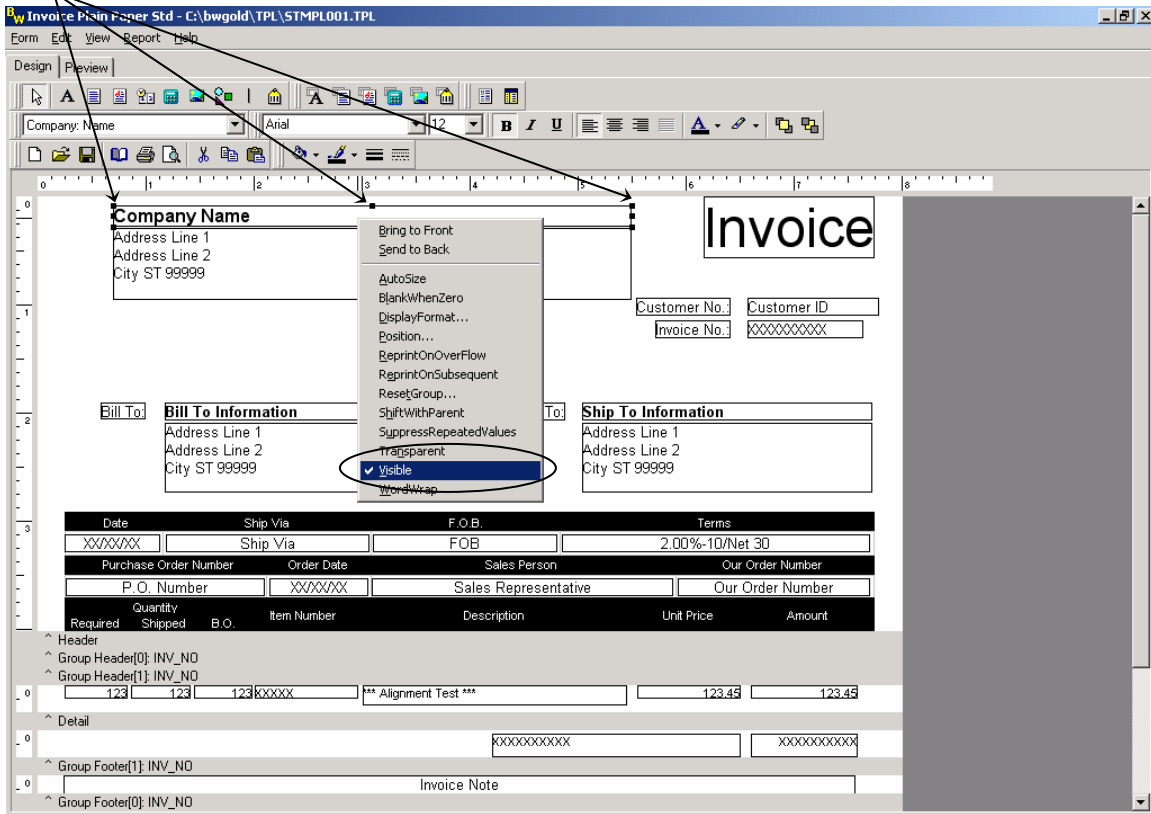 Invoice Plain Paper Std - C:\bwgold\TPL\STMPL001.TPL
Form Edit View Report Help
Design Preview
Company: Name Arial 12 B I U
0 1 2 3 4 5 6 7 8
Company Name
Address Line 1
Address Line 2
City ST 99999
Invoice
Customer No.: Customer ID
Invoice No.: XXXXXXXXXX
Bring to Front
Send to Back
AutoSize
BlankWhenZero
DisplayFormat...
Position...
ReprintOnOverFlow
ReprintOnSubsequent
ResetGroup...
ShiftWithParent
SuppressRepeatedValues
Transparent
Visible
WordWrap
Bill To: Bill To Information
Address Line 1
Address Line 2
City ST 99999
To: Ship To Information
Address Line 1
Address Line 2
City ST 99999
Date Ship Via F.O.B. Terms
XX/XX/XX Ship Via FOB 2.00%-10/Net 30
Purchase Order Number Order Date Sales Person Our Order Number
P.O. Number XX/XX/XX Sales Representative Our Order Number
Quantity
Required Shipped B.O. Item Number Description Unit Price Amount
^ Header
^ Group Header[0]: INV_NO
^ Group Header[1]: INV_NO
0 123 123 123 XXXXX *** Alignment Test *** 123.45 123.45
^ Detail
0 XXXXXXXXXX XXXXXXXXXX
^ Group Footer[1]: INV_NO
0 Invoice Note
^ Group Footer[0]: INV_NO